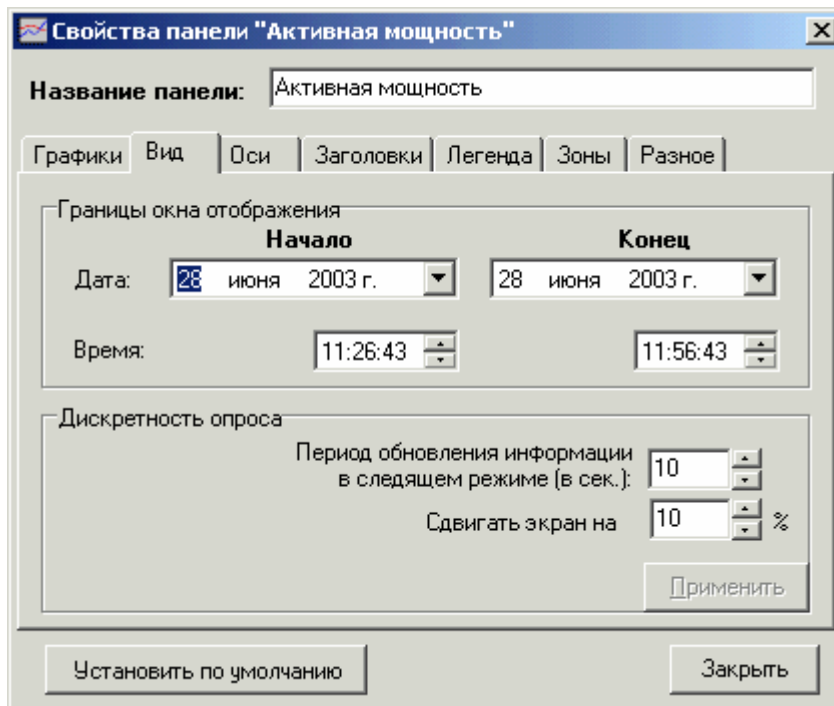 Свойства панели "Активная мощность"
Название панели: Активная мощность
Графики Вид Оси Заголовки Легенда Зоны Разное
Границы окна отображения
Начало Конец
Дата: 28 июня 2003 г. 28 июня 2003 г.
Время: 11:26:43 11:56:43
Дискретность опроса
Период обновления информации
в следящем режиме (в сек.): 10
Сдвигать экран на 10 %
Применить
Установить по умолчанию Закрыть